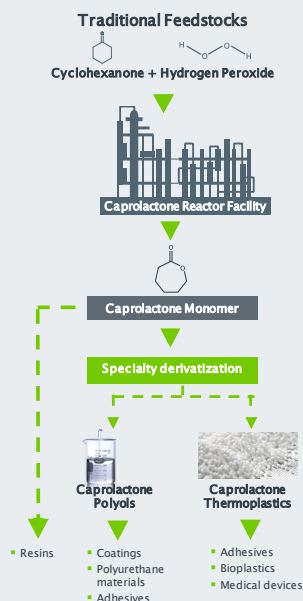 Traditional Feedstocks
O
H O O H
Cyclohexanone + Hydrogen Peroxide
Caprolactone Reactor Facility
O
O
Caprolactone Monomer
Specialty derivatization
Caprolactone
Polyols
Caprolactone
Thermoplastics
▪ Resins
▪ Coatings
▪ Polyurethane
materials
▪ Adhesives
▪ Adhesives
▪ Bioplastics
▪ Medical devices